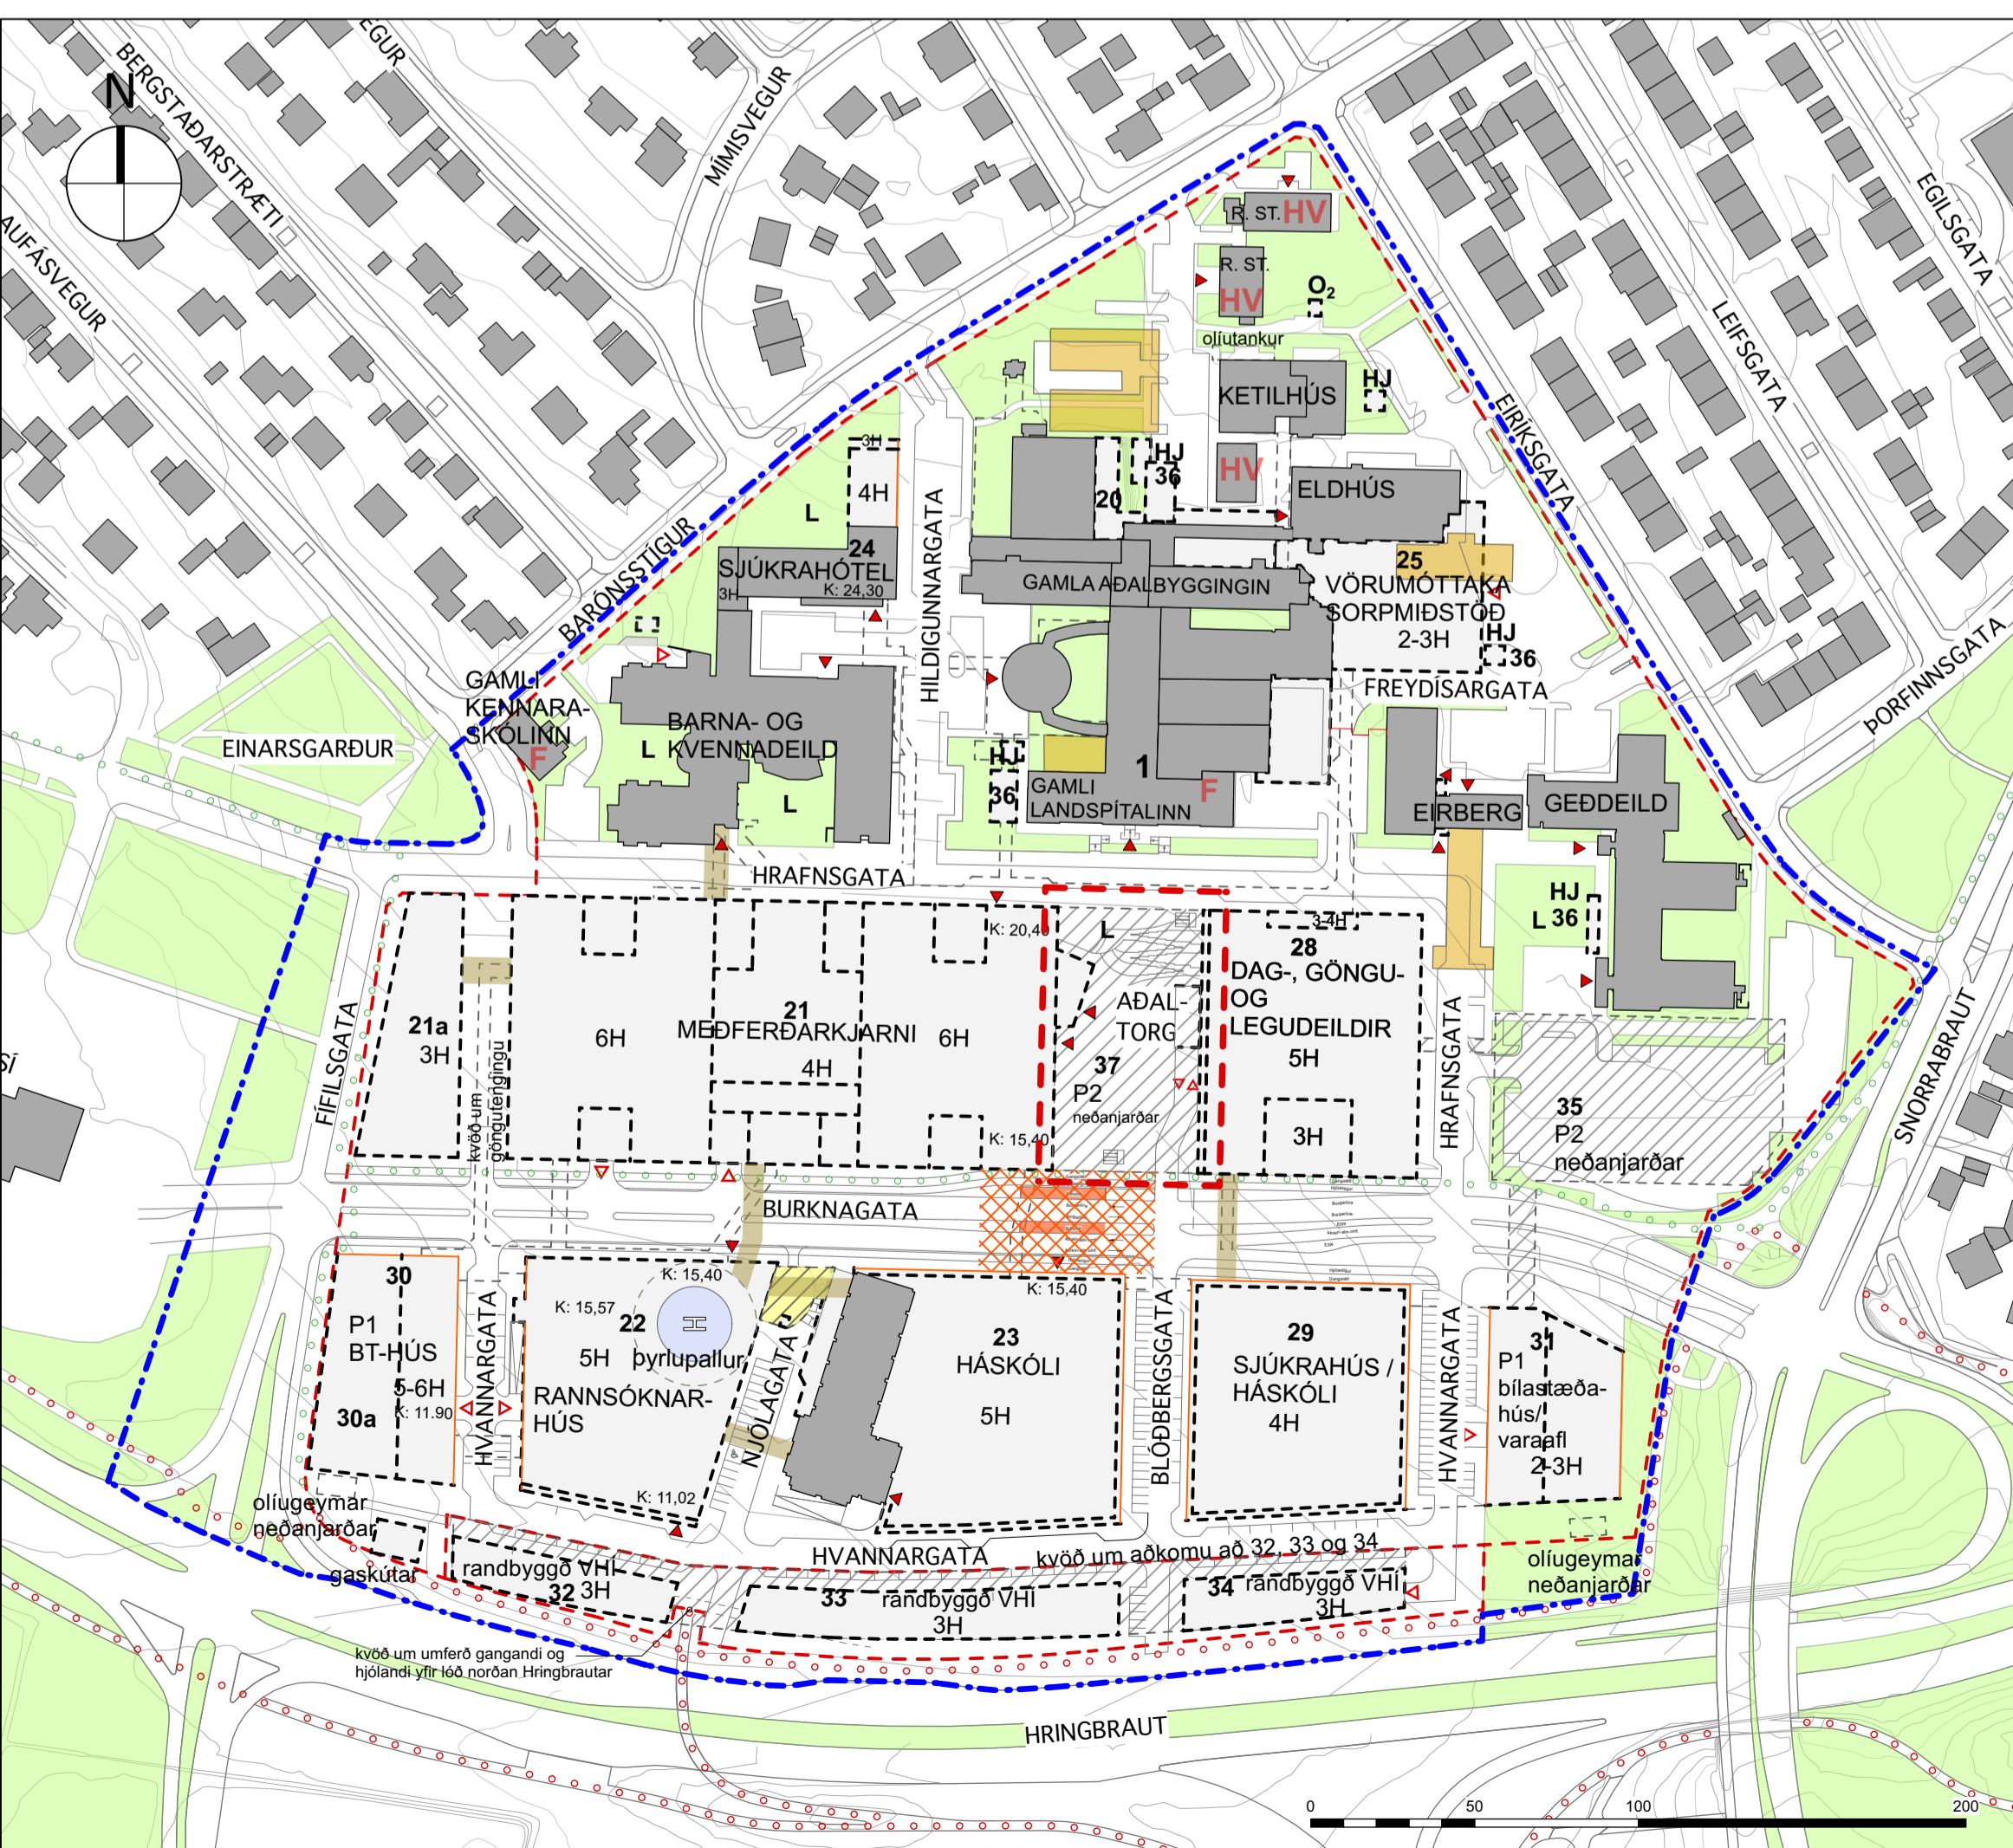 N
BERGSTAÐARSTRÆTI
EGUR
MÍMISVEGUR
AUFÁSVEGUR
EGILSGATA
LEIFSGATA
EIRÍKSGATA
ÞORFINNSGATA
BARÓNSSTÍGUR
HILDIGUNNARGATA
R. ST. HV
R. ST.
HV
O2
olíutankur
KETILHÚS
HJ
HV
ELDHÚS
HJ
36
20
3H
4H
L
24
SJÚKRAHÓTEL
K: 24,30
3H
GAMLA AÐALBYGGINGIN
25
VÖRUMÓTTAKA
SORPMIÐSTÖÐ
2-3H
HJ
36
FREYDÍSARGATA
GAMLI
KENNARA-
SKÓLINN
F
EINARSGARÐUR
BARNA- OG
KVENNADEILD
L
L
HJ
36
1
GAMLI
LANDSPÍTALINN
F
EIRBERG
GEÐDEILD
HRAFNSGATA
HJ
L 36
K: 20,40
L
3-4H
28
DAG-, GÖNGU-
OG
LEGUDEILDIR
5H
3H
AÐAL-
TORG
37
P2
neðanjarðar
21a
3H
6H
21
MEÐFERÐARKJARNI
4H
6H
K: 15,40
kvöð um
göngutengingu
FÍFILSGATA
SÍ
HRAFNSGATA
35
P2
neðanjarðar
SNORRABRAUT
BURKNAGATA
30
P1
BT-HÚS
5-6H
K: 11.90
30a
HVANNARGATA
K: 15,40
K: 15,57
22
5H
þyrlupallur
H
RANNSÓKNAR-
HÚS
K: 11,02
NJÓLAGATA
K: 15,40
23
HÁSKÓLI
5H
BLÓÐBERGSGATA
29
SJÚKRAHÚS /
HÁSKÓLI
4H
HVANNARGATA
31
P1
bílastæða-
hús/
varaafl
2-3H
olíugeymar
neðanjarðar
gaskútar
HVANNARGATA
kvöð um aðkomu að 32, 33 og 34
randbyggð VHÍ
32 3H
33 randbyggð VHÍ
3H
34 randbyggð VHÍ
3H
olíugeymar
neðanjarðar
kvöð um umferð gangandi og
hjólandi yfir lóð norðan Hringbrautar
HRINGBRAUT
0 50 100 200